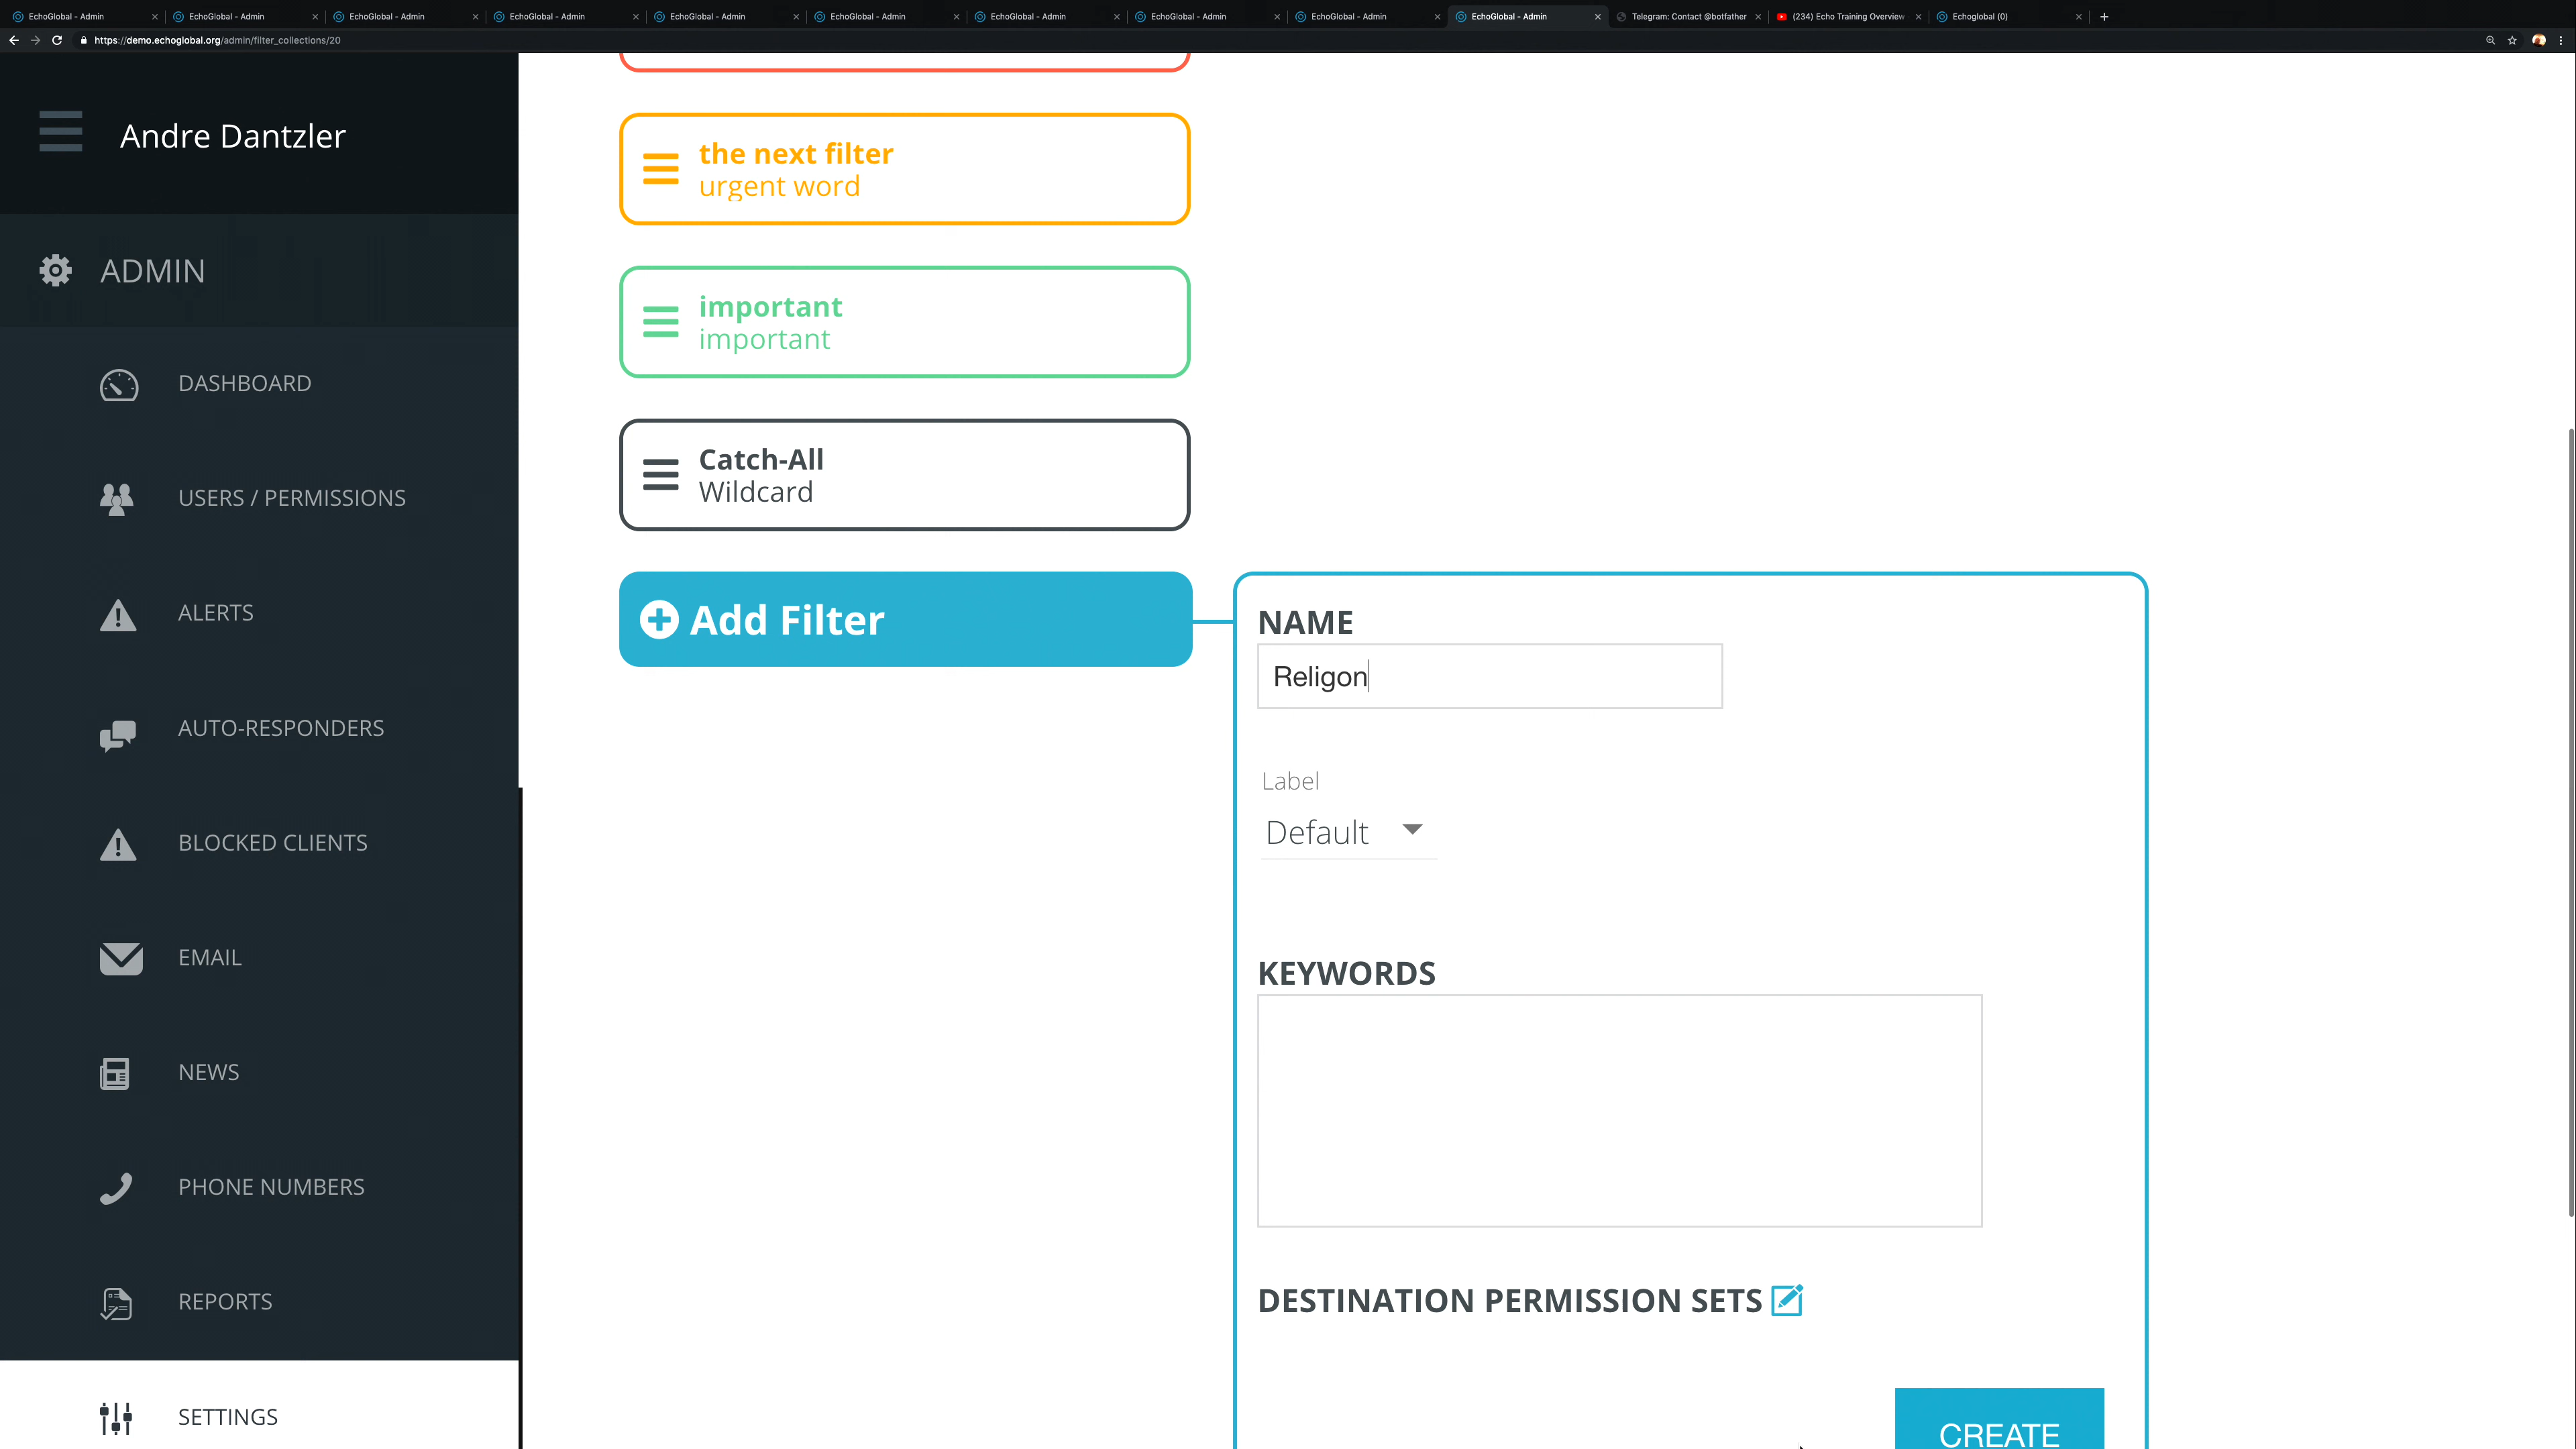 EchoGlobal - Admin
EchoGlobal - Admin
EchoGlobal - Admin
EchoGlobal - Admin
EchoGlobal - Admin
EchoGlobal - Admin
EchoGlobal - Admin
EchoGlobal - Admin
EchoGlobal - Admin
EchoGlobal - Admin
Telegram: Contact @botfather
(234) Echo Training Overview
Echoglobal (0)
https://demo.echoglobal.org/admin/filter_collections/20
Andre Dantzler
ADMIN
DASHBOARD
USERS / PERMISSIONS
ALERTS
AUTO-RESPONDERS
BLOCKED CLIENTS
EMAIL
NEWS
PHONE NUMBERS
REPORTS
SETTINGS
the next filter
urgent word
important
important
Catch-All
Wildcard
Add Filter
NAME
Religon
Label
Default
KEYWORDS
DESTINATION PERMISSION SETS
CREATE